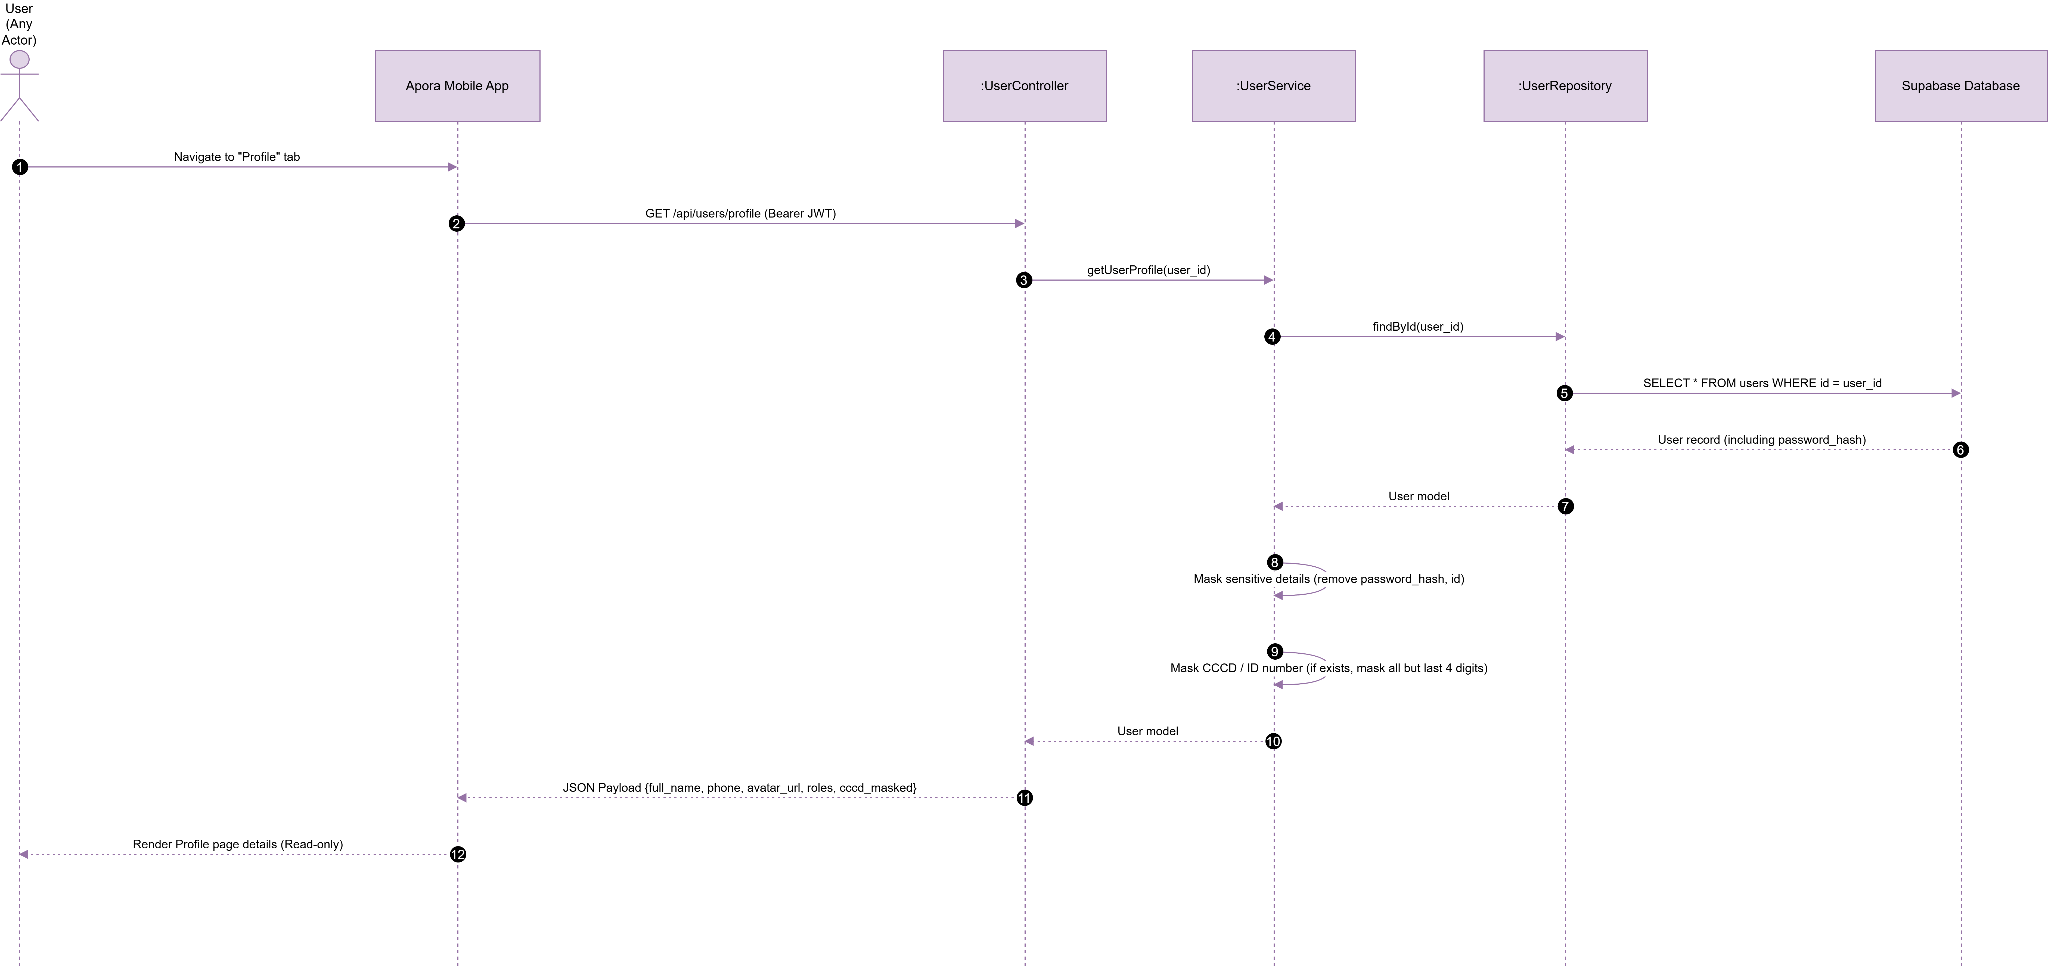 User
(Any
Actor)
Apora Mobile App
:UserController
:UserService
:UserRepository
Supabase Database
1
Navigate to "Profile" tab
2
GET /api/users/profile (Bearer JWT)
3
getUserProfile(user_id)
4
findById(user_id)
5
SELECT * FROM users WHERE id = user_id
User record (including password_hash)
6
User model
7
8
Mask sensitive details (remove password_hash, id)
9
Mask CCCD / ID number (if exists, mask all but last 4 digits)
User model
10
JSON Payload {full_name, phone, avatar_url, roles, cccd_masked}
11
Render Profile page details (Read-only)
12